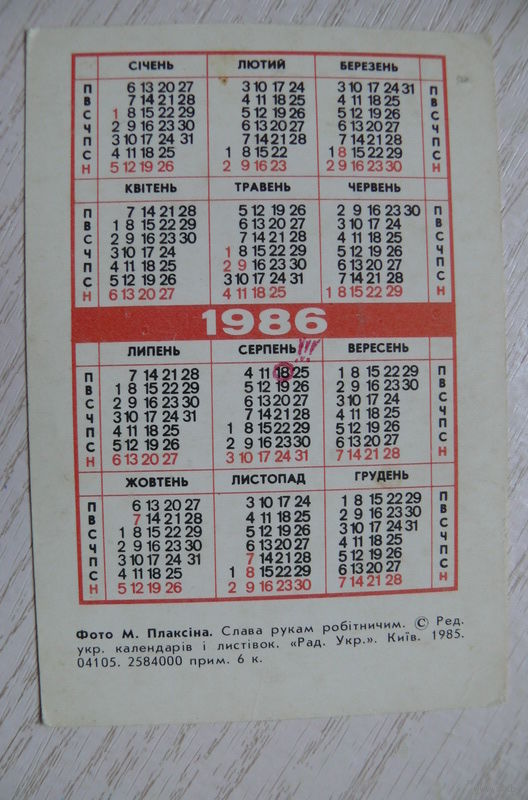 СІЧЕНЬ ЛЮТИЙ БЕРЕЗЕНЬ
П 6 13 20 27 3 10 17 24 3 10 17 24 31 П
В 7 14 21 28 4 11 18 25 4 11 18 25 В
С 1 8 15 22 29 5 12 19 26 5 12 19 26 С
Ч 2 9 16 23 30 6 13 20 27 6 13 20 27 Ч
П 3 10 17 24 31 7 14 21 28 7 14 21 28 П
С 4 11 18 25 1 8 15 22 1 8 15 22 29 С
Н 5 12 19 26 2 9 16 23 2 9 16 23 30 Н
КВІТЕНЬ ТРАВЕНЬ ЧЕРВЕНЬ
П 7 14 21 28 5 12 19 26 2 9 16 23 30 П
В 1 8 15 22 29 6 13 20 27 3 10 17 24 В
С 2 9 16 23 30 7 14 21 28 4 11 18 25 С
Ч 3 10 17 24 1 8 15 22 29 5 12 19 26 Ч
П 4 11 18 25 2 9 16 23 30 6 13 20 27 П
С 5 12 19 26 3 10 17 24 31 7 14 21 28 С
Н 6 13 20 27 4 11 18 25 1 8 15 22 29 Н
1986
ЛИПЕНЬ СЕРПЕНЬ !!! ВЕРЕСЕНЬ
П 7 14 21 28 4 11 18 25 1 8 15 22 29 П
В 1 8 15 22 29 5 12 19 26 2 9 16 23 30 В
С 2 9 16 23 30 6 13 20 27 3 10 17 24 С
Ч 3 10 17 24 31 7 14 21 28 4 11 18 25 Ч
П 4 11 18 25 1 8 15 22 29 5 12 19 26 П
С 5 12 19 26 2 9 16 23 30 6 13 20 27 С
Н 6 13 20 27 3 10 17 24 31 7 14 21 28 Н
ЖОВТЕНЬ ЛИСТОПАД ГРУДЕНЬ
П 6 13 20 27 3 10 17 24 1 8 15 22 29 П
В 7 14 21 28 4 11 18 25 2 9 16 23 30 В
С 1 8 15 22 29 5 12 19 26 3 10 17 24 31 С
Ч 2 9 16 23 30 6 13 20 27 4 11 18 25 Ч
П 3 10 17 24 31 7 14 21 28 5 12 19 26 П
С 4 11 18 25 1 8 15 22 29 6 13 20 27 С
Н 5 12 19 26 2 9 16 23 30 7 14 21 28 Н
Фото М. Плаксіна. Слава рукам робітничим. © Ред.
укр. календарів і листівок. «Рад. Укр.». Київ. 1985.
04105. 2584000 прим. 6 к.